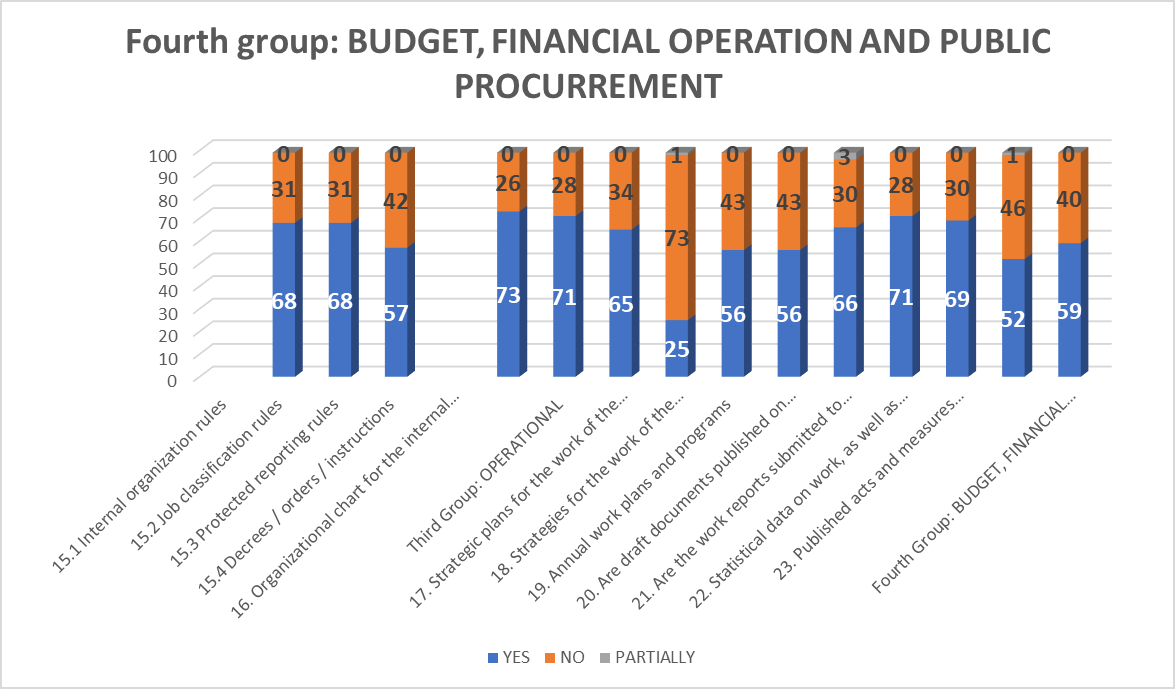 Fourth group: BUDGET, FINANCIAL OPERATION AND PUBLIC
PROCURREMENT
100
90
80
70
60
50
40
30
20
10
0
0 0 0 0 0 0 1 0 0 3 0 0 1 0
31 31 42 26 28 34 73 43 43 30 28 30 46 40
68 68 57 73 71 65 25 56 56 66 71 69 52 59
15.1 Internal organization rules
15.2 Job classification rules
15.3 Protected reporting rules
15.4 Decrees / orders / instructions
16. Organizational chart for the internal…
Third Group: OPERATIONAL
17. Strategic plans for the work of the…
18. Strategies for the work of the…
19. Annual work plans and programs
20. Are draft documents published on…
21. Are the work reports submitted to…
22. Statistical data on work, as well as…
23. Published acts and measures…
Fourth Group: BUDGET, FINANCIAL…
YES NO PARTIALLY